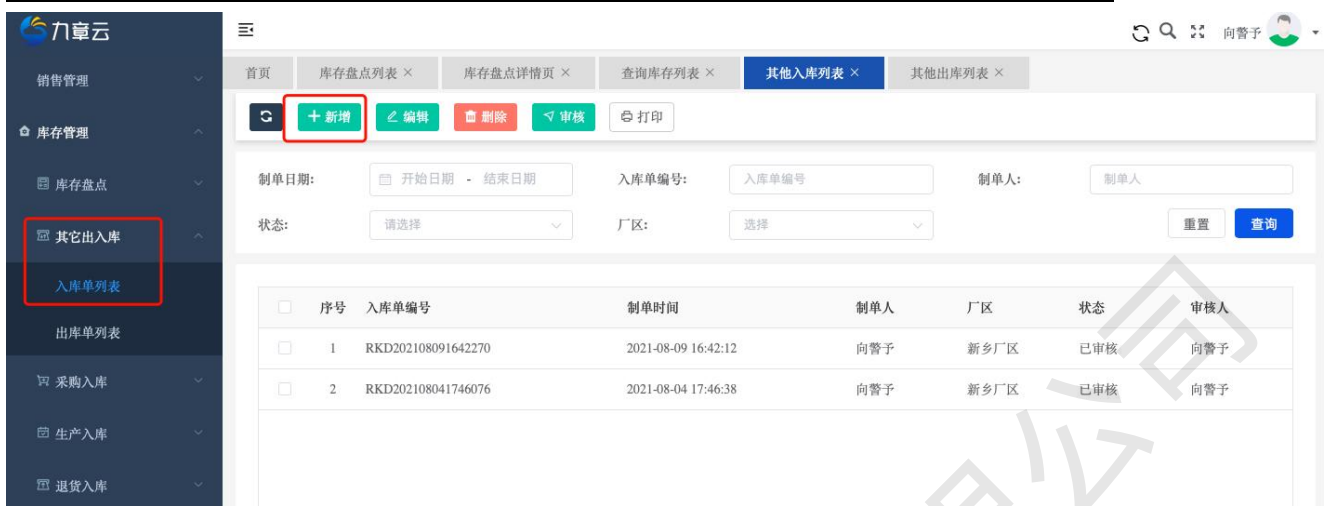 九章云
向警予
首页 库存盘点列表 × 库存盘点详情页 × 查询库存列表 × 其他入库列表 × 其他出库列表 ×
+ 新增 编辑 删除 审核 打印
制单日期: 开始日期 - 结束日期 入库单编号: 入库单编号 制单人: 制单人
状态: 请选择 厂区: 选择 重置 查询
销售管理
库存管理
库存盘点
其它出入库
入库单列表
出库单列表
采购入库
生产入库
退货入库
序号 入库单编号 制单时间 制单人 厂区 状态 审核人
1 RKD202108091642270 2021-08-09 16:42:12 向警予 新乡厂区 已审核 向警予
2 RKD202108041746076 2021-08-04 17:46:38 向警予 新乡厂区 已审核 向警予
公司